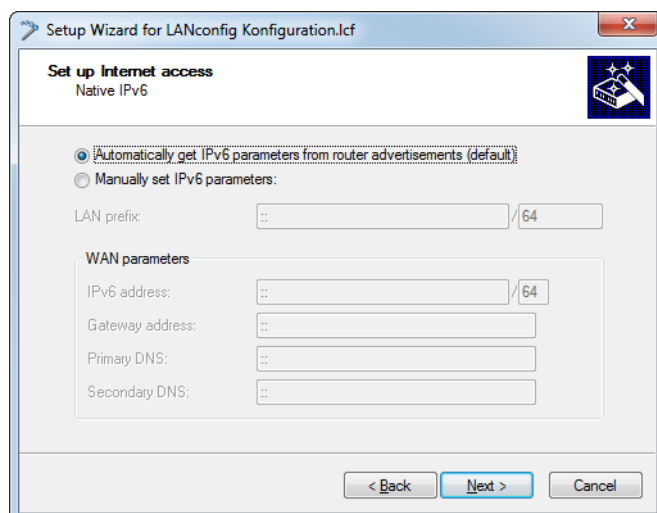 Setup Wizard for LANconfig Konfiguration.lcf
Set up Internet access
Native IPv6
Automatically get IPv6 parameters from router advertisements (default)
Manually set IPv6 parameters:
LAN prefix: :: / 64
WAN parameters
IPv6 address: :: / 64
Gateway address: ::
Primary DNS: ::
Secondary DNS: ::
< Back Next > Cancel